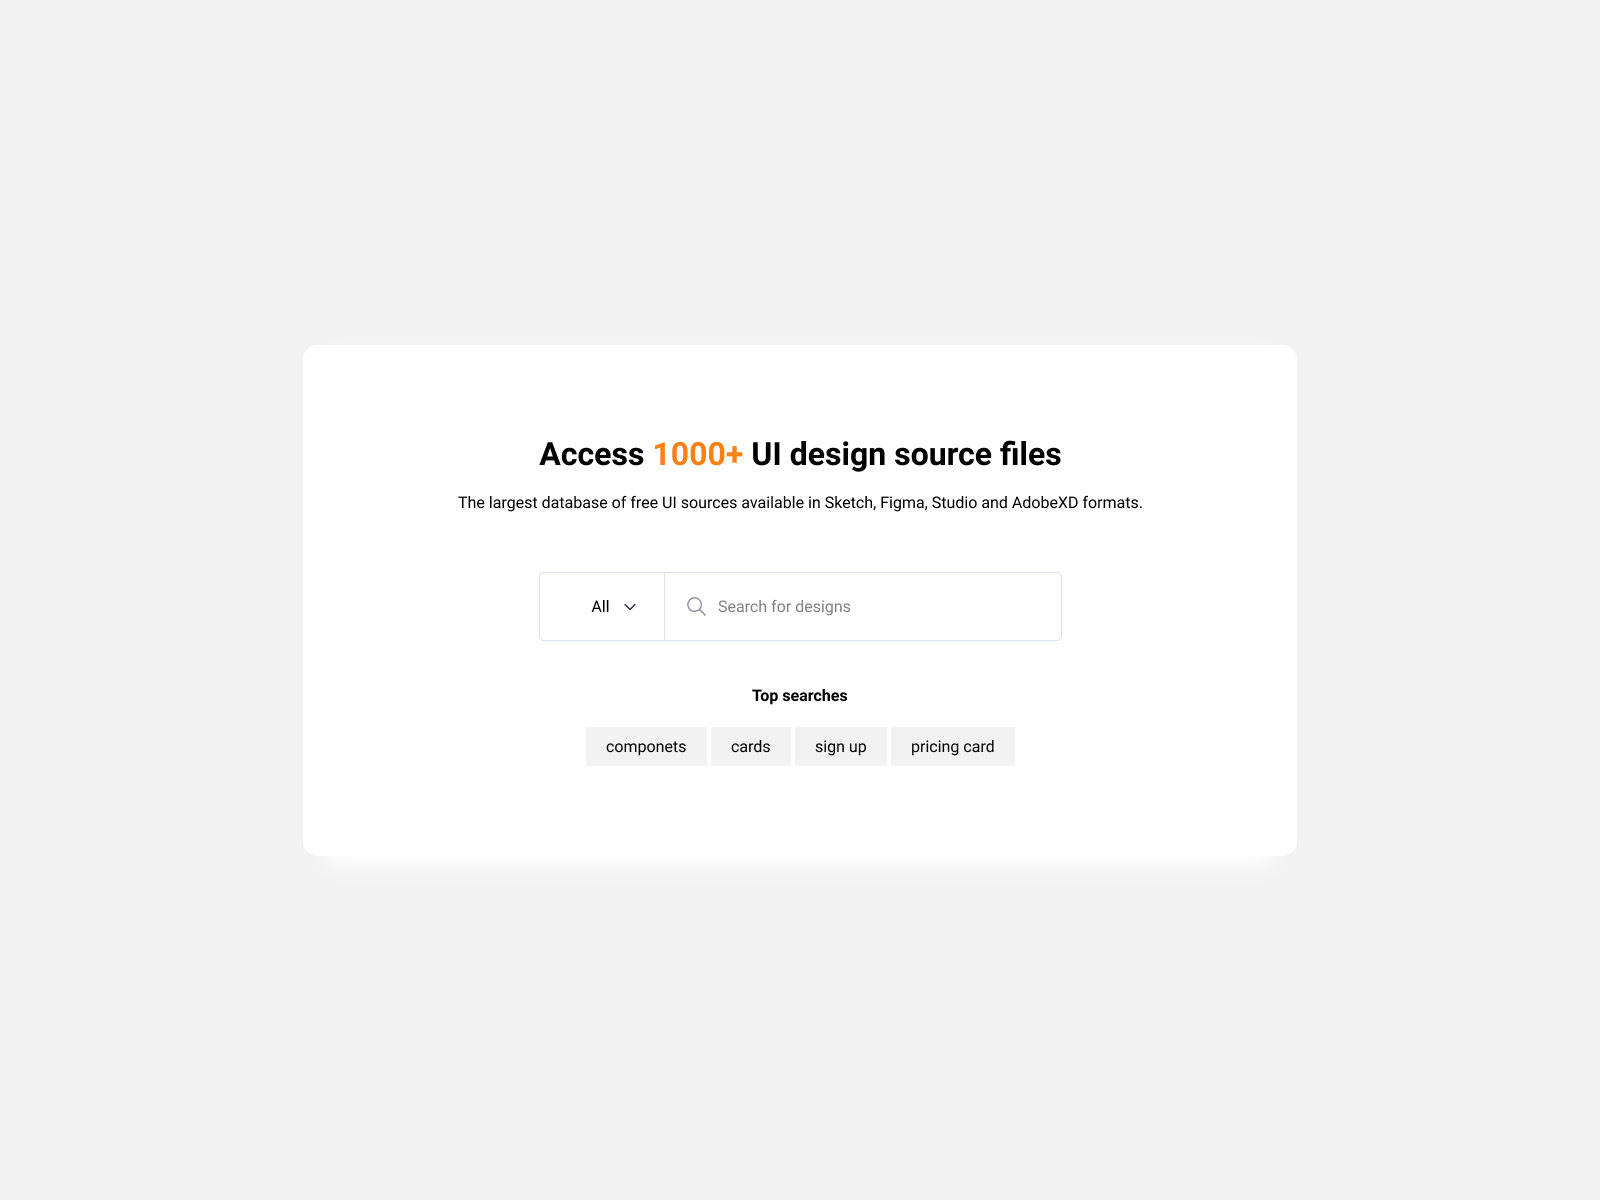 Access 1000+ UI design source files
The largest database of free UI sources available in Sketch, Figma, Studio and AdobeXD formats.
All Search for designs
Top searches
componets cards sign up pricing card